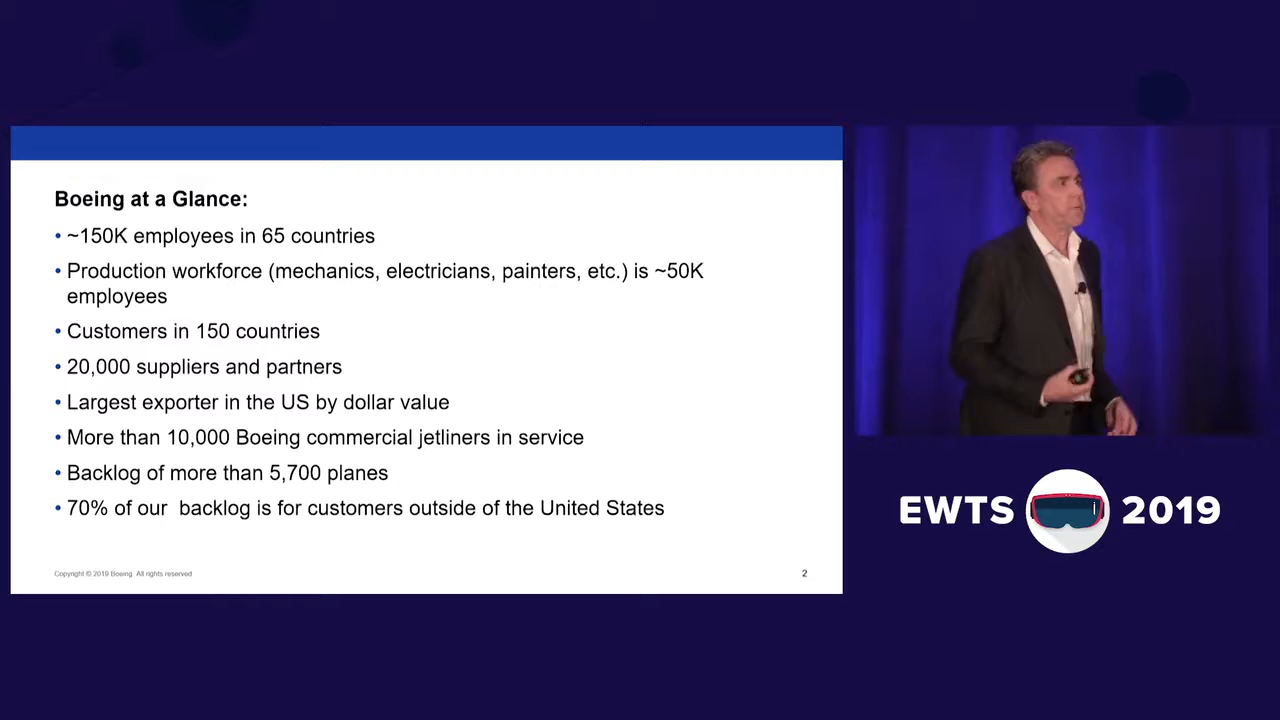 Boeing at a Glance:
• ~150K employees in 65 countries
• Production workforce (mechanics, electricians, painters, etc.) is ~50K
employees
• Customers in 150 countries
• 20,000 suppliers and partners
• Largest exporter in the US by dollar value
• More than 10,000 Boeing commercial jetliners in service
• Backlog of more than 5,700 planes
• 70% of our  backlog is for customers outside of the United States
Copyright © 2019 Boeing. All rights reserved
2
EWTS 2019